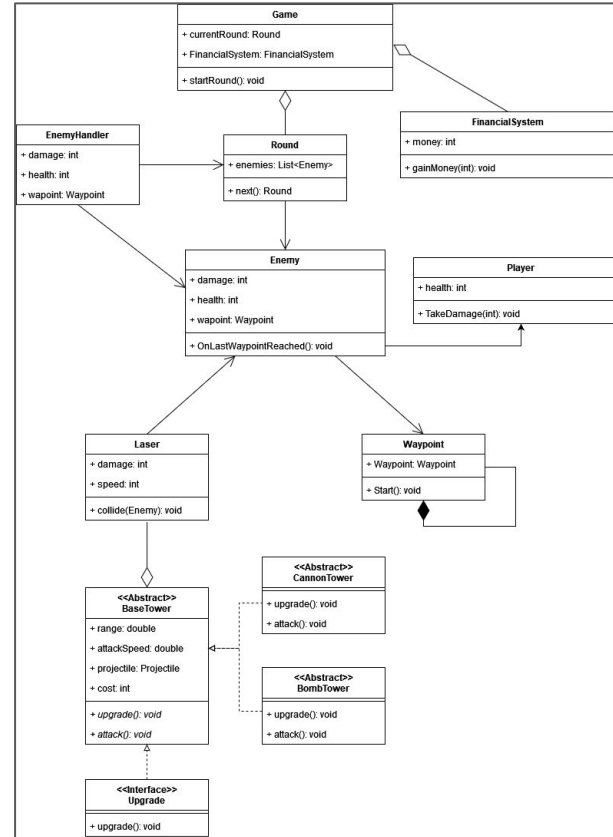 Game
+ currentRound: Round
+ FinancialSystem: FinancialSystem
+ startRound(): void
FinancialSystem
+ money: int
+ gainMoney(int): void
EnemyHandler
+ damage: int
+ health: int
+ wapoint: Waypoint
Round
+ enemies: List<Enemy>
+ next(): Round
Enemy
+ damage: int
+ health: int
+ wapoint: Waypoint
+ OnLastWaypointReached(): void
Player
+ health: int
+ TakeDamage(int): void
Laser
+ damage: int
+ speed: int
+ collide(Enemy): void
Waypoint
+ Waypoint: Waypoint
+ Start(): void
<<Abstract>>
BaseTower
+ range: double
+ attackSpeed: double
+ projectile: Projectile
+ cost: int
+ upgrade(): void
+ attack(): void
<<Abstract>>
CannonTower
+ upgrade(): void
+ attack(): void
<<Abstract>>
BombTower
+ upgrade(): void
+ attack(): void
<<Interface>>
Upgrade
+ upgrade(): void